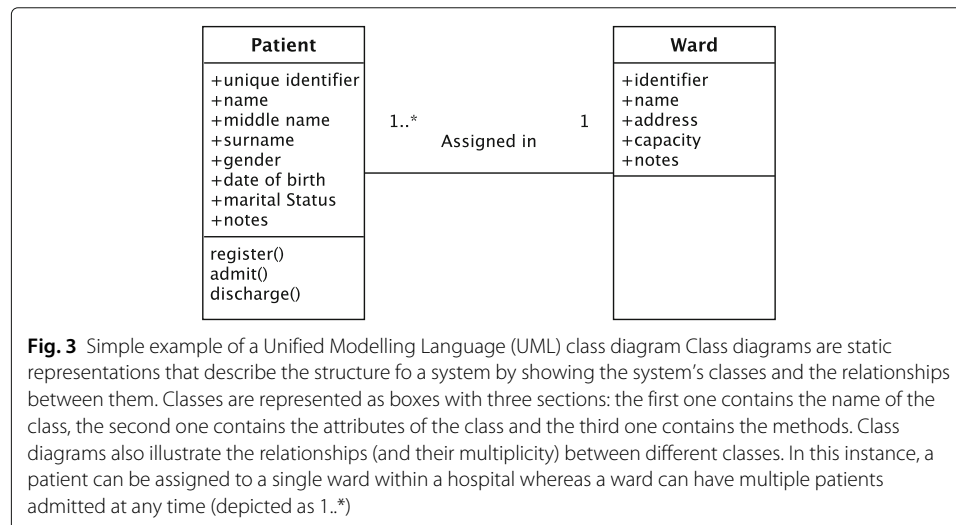 Patient
+unique identifier
+name
+middle name
+surname
+gender
+date of birth
+marital Status
+notes
register()
admit()
discharge()
1..*
Assigned in
1
Ward
+identifier
+name
+address
+capacity
+notes
Fig. 3 Simple example of a Unified Modelling Language (UML) class diagram Class diagrams are static
representations that describe the structure fo a system by showing the system's classes and the relationships
between them. Classes are represented as boxes with three sections: the first one contains the name of the
class, the second one contains the attributes of the class and the third one contains the methods. Class
diagrams also illustrate the relationships (and their multiplicity) between different classes. In this instance, a
patient can be assigned to a single ward within a hospital whereas a ward can have multiple patients
admitted at any time (depicted as 1..*)